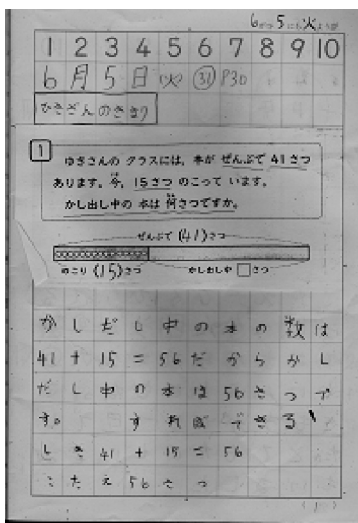 6がつ5にち火ようび
1 2 3 4 5 6 7 8 9 10
6月5日(火) ㉛ P30
ひきざんのきまり
1
ゆきさんの クラスには、本が ぜんぶで 41さつ
あります。今、15さつ のこって います。
かし出し中の 本は 何さつですか。
ぜんぶで(41)さつ
のこり(15)さつ かし出し中□さつ
かしだし中の本の数は
41+15=56だからかし
だし中の本は56さつで
す。 すればできる
しき41+15=56
こたえ56さつ